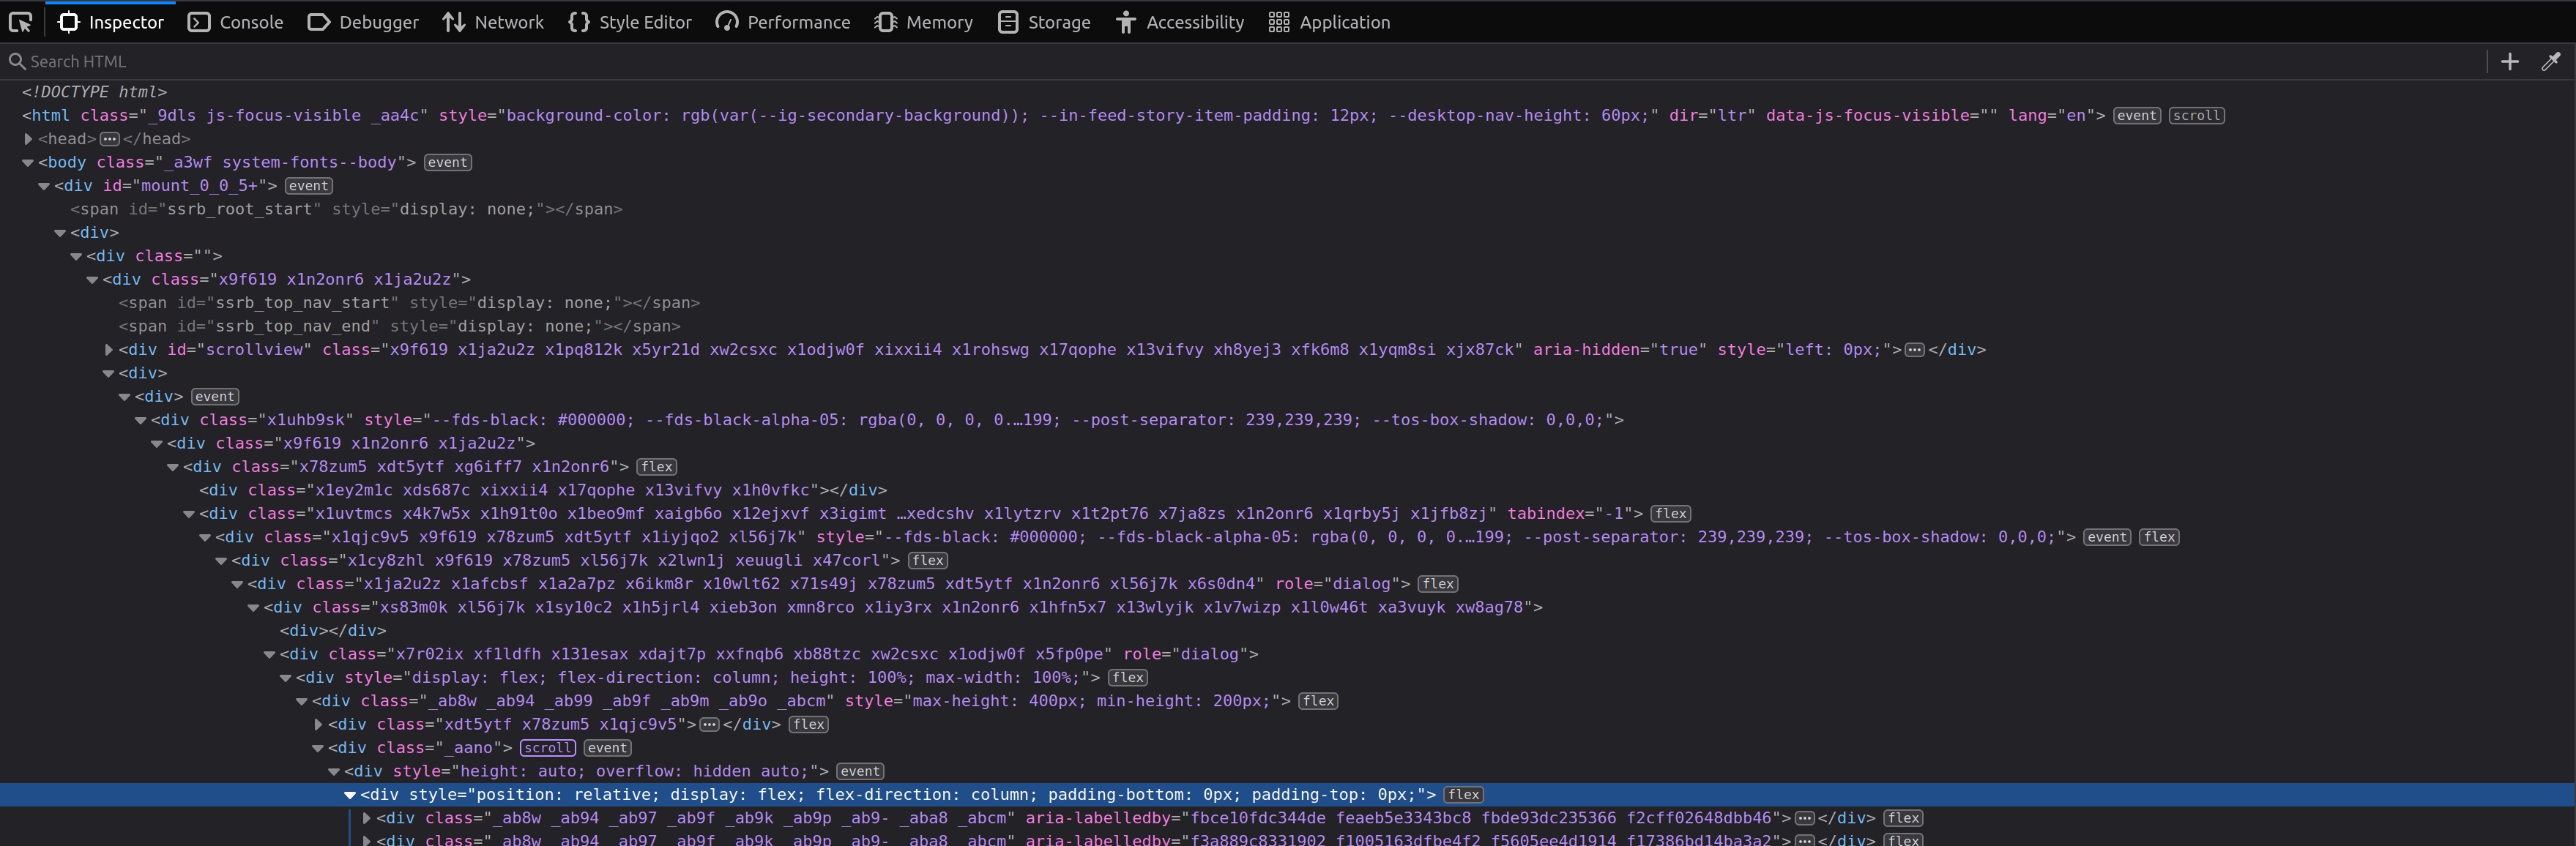 Inspector Console Debugger Network Style Editor Performance Memory Storage Accessibility Application
Search HTML
<!DOCTYPE html>
<html class="_9dls js-focus-visible _aa4c" style="background-color: rgb(var(--ig-secondary-background)); --in-feed-story-item-padding: 12px; --desktop-nav-height: 60px;" dir="ltr" data-js-focus-visible="" lang="en"> event scroll
<head> ··· </head>
<body class="_a3wf system-fonts--body"> event
<div id="mount_0_0_5+"> event
<span id="ssrb_root_start" style="display: none;"></span>
<div>
<div class="">
<div class="x9f619 x1n2onr6 x1ja2u2z">
<span id="ssrb_top_nav_start" style="display: none;"></span>
<span id="ssrb_top_nav_end" style="display: none;"></span>
<div id="scrollview" class="x9f619 x1ja2u2z x1pq812k x5yr21d xw2csxc x1odjw0f xixxii4 x1rohswg x17qophe x13vifvy xh8yej3 xfk6m8 x1yqm8si xjx87ck" aria-hidden="true" style="left: 0px;"> ··· </div>
<div>
<div> event
<div class="x1uhb9sk" style="--fds-black: #000000; --fds-black-alpha-05: rgba(0, 0, 0, 0.…199; --post-separator: 239,239,239; --tos-box-shadow: 0,0,0;">
<div class="x9f619 x1n2onr6 x1ja2u2z">
<div class="x78zum5 xdt5ytf xg6iff7 x1n2onr6"> flex
<div class="x1ey2m1c xds687c xixxii4 x17qophe x13vifvy x1h0vfkc"></div>
<div class="x1uvtmcs x4k7w5x x1h91t0o x1beo9mf xaigb6o x12ejxvf x3igimt …xedcshv x1lytzrv x1t2pt76 x7ja8zs x1n2onr6 x1qrby5j x1jfb8zj" tabindex="-1"> flex
<div class="x1qjc9v5 x9f619 x78zum5 xdt5ytf x1iyjqo2 xl56j7k" style="--fds-black: #000000; --fds-black-alpha-05: rgba(0, 0, 0, 0.…199; --post-separator: 239,239,239; --tos-box-shadow: 0,0,0;"> event flex
<div class="x1cy8zhl x9f619 x78zum5 xl56j7k x2lwn1j xeuugli x47corl"> flex
<div class="x1ja2u2z x1afcbsf x1a2a7pz x6ikm8r x10wlt62 x71s49j x78zum5 xdt5ytf x1n2onr6 xl56j7k x6s0dn4" role="dialog"> flex
<div class="xs83m0k xl56j7k x1sy10c2 x1h5jrl4 xieb3on xmn8rco x1iy3rx x1n2onr6 x1hfn5x7 x13wlyjk x1v7wizp x1l0w46t xa3vuyk xw8ag78">
<div></div>
<div class="x7r02ix xf1ldfh x131esax xdajt7p xxfnqb6 xb88tzc xw2csxc x1odjw0f x5fp0pe" role="dialog">
<div style="display: flex; flex-direction: column; height: 100%; max-width: 100%;"> flex
<div class="_ab8w _ab94 _ab99 _ab9f _ab9m _ab9o _abcm" style="max-height: 400px; min-height: 200px;"> flex
<div class="xdt5ytf x78zum5 x1qjc9v5"> ··· </div> flex
<div class="_aano"> scroll event
<div style="height: auto; overflow: hidden auto;"> event
<div style="position: relative; display: flex; flex-direction: column; padding-bottom: 0px; padding-top: 0px;"> flex
<div class="_ab8w _ab94 _ab97 _ab9f _ab9k _ab9p _ab9- _aba8 _abcm" aria-labelledby="fbce10fdc344de feaeb5e3343bc8 fbde93dc235366 f2cff02648dbb46"> ··· </div> flex
<div class="_ab8w _ab94 _ab97 _ab9f _ab9k _ab9p _ab9- _aba8 _abcm" aria-labelledby="f3a889c8331902 f1005163dfbe4f2 f5605ee4d1914 f17386bd14ba3a2"> ··· </div> flex